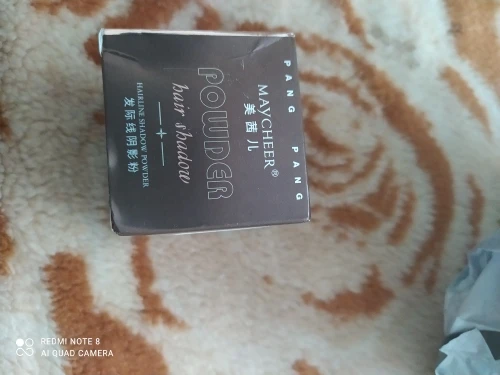 PANG PANG
MAYCHEER®
美茜儿
POWDER
hair shadow
HAIRLINE SHADOW POWDER
发际线阴影粉
REDMI NOTE 8
AI QUAD CAMERA